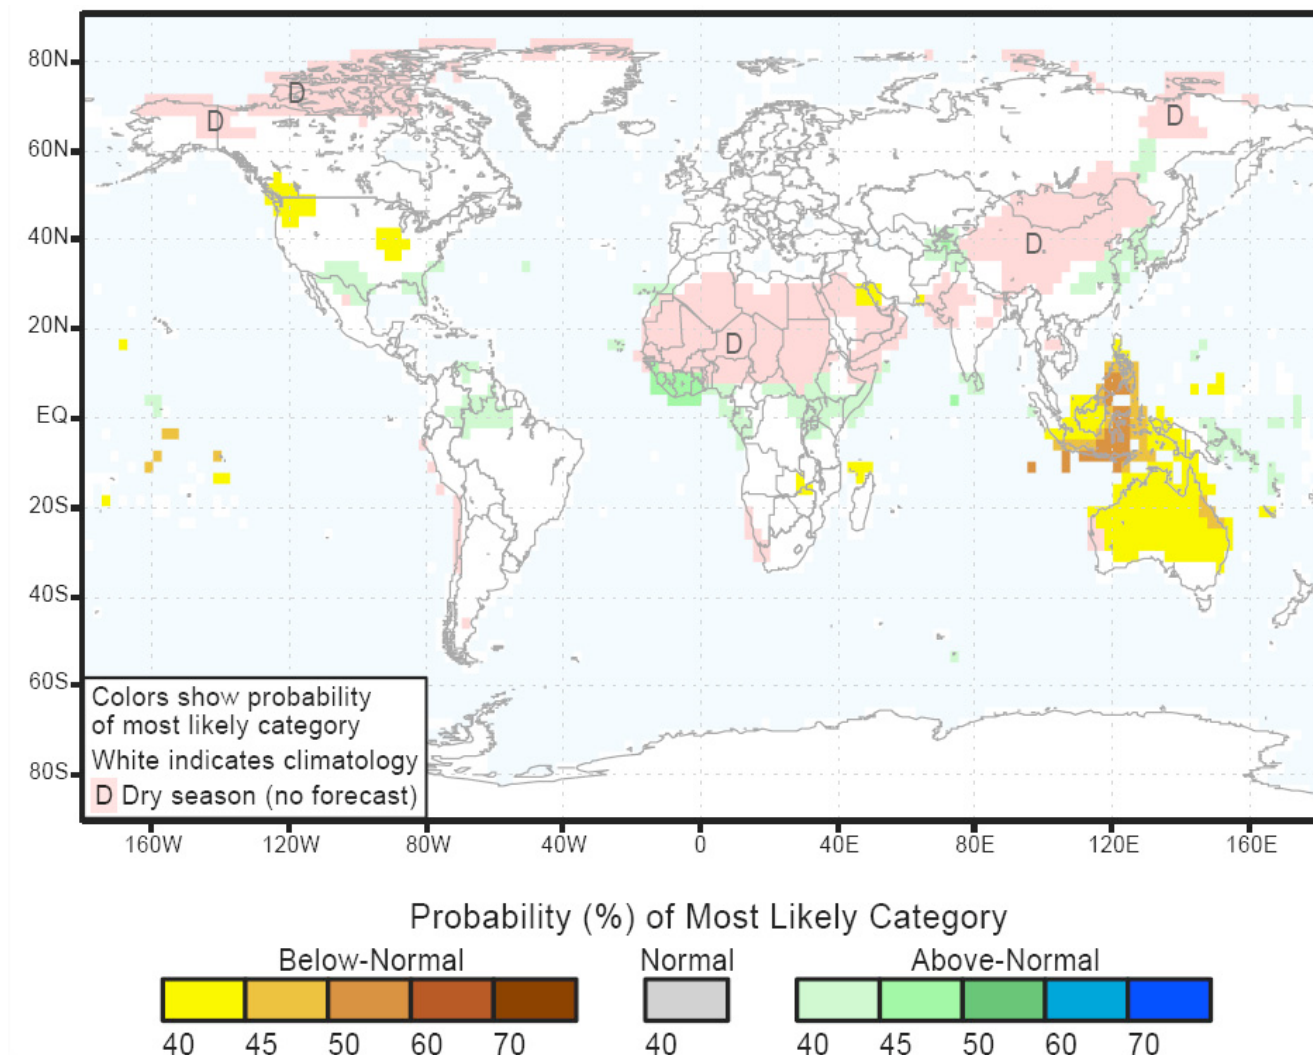 80N
D
D
D
60N
40N
D
20N
D
EQ
20S
40S
60S
Colors show probability
of most likely category
White indicates climatology
D Dry season (no forecast)
80S
160W 120W 80W 40W 0 40E 80E 120E 160E
Probability (%) of Most Likely Category
Below-Normal Normal Above-Normal
40 45 50 60 70 40 40 45 50 60 70